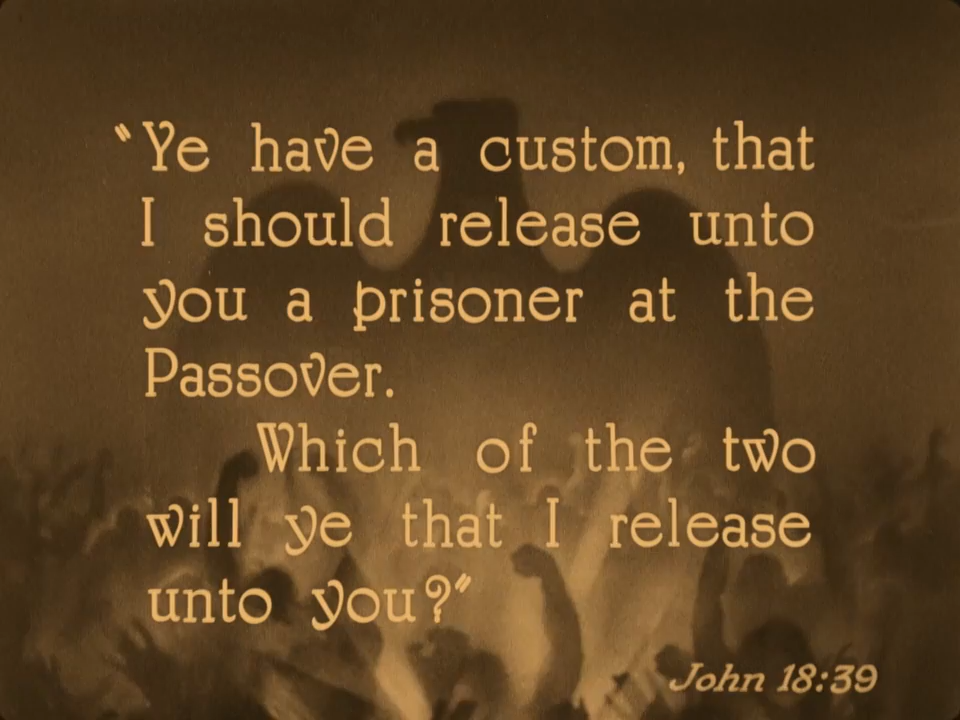 “Ye have a custom, that
I should release unto
you a prisoner at the
Passover.
Which of the two
will ye that I release
unto you?”
John 18:39